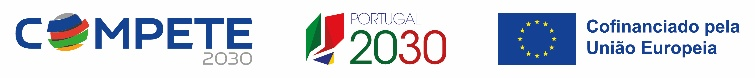 COMPETE
2030
PORTUGAL
2030
Cofinanciado pela
União Europeia